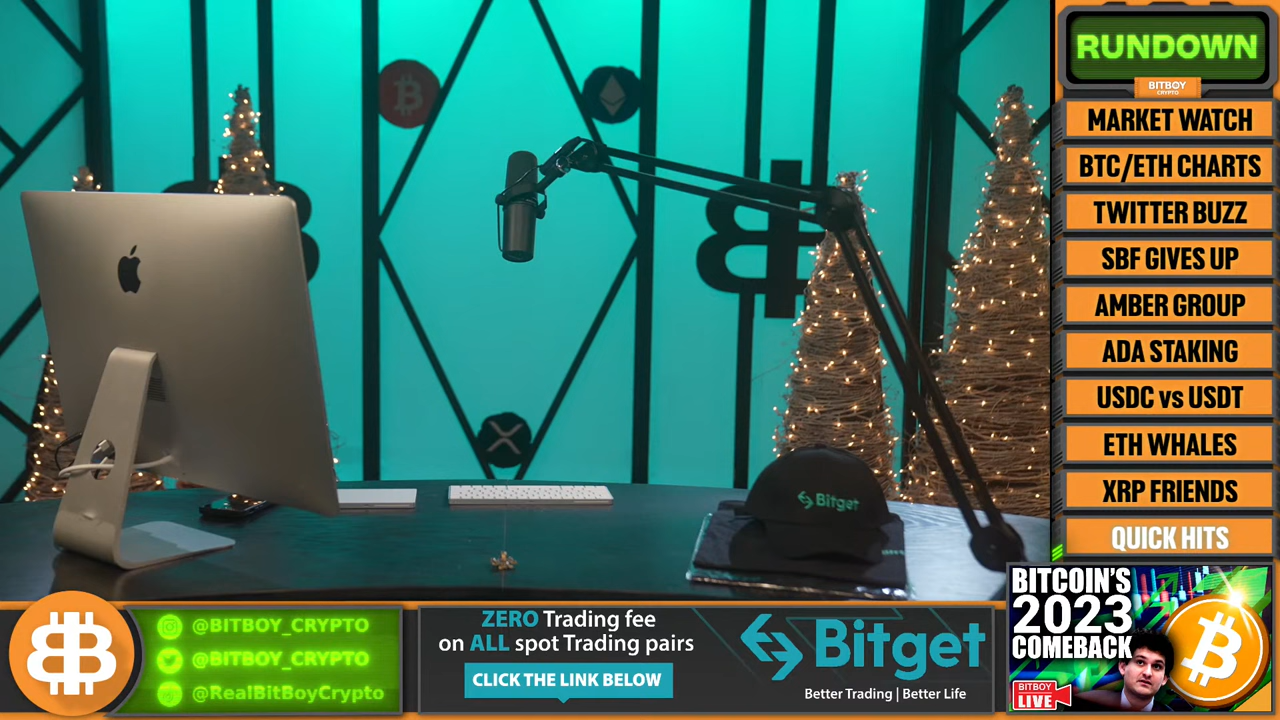 RUNDOWN
BITBOY
CRYPTO
MARKET WATCH
BTC/ETH CHARTS
TWITTER BUZZ
SBF GIVES UP
AMBER GROUP
ADA STAKING
USDC vs USDT
ETH WHALES
XRP FRIENDS
QUICK HITS
Bitget
@BITBOY_CRYPTO
@BITBOY_CRYPTO
@RealBitBoyCrypto
ZERO Trading fee
on ALL spot Trading pairs
CLICK THE LINK BELOW
Bitget
Better Trading | Better Life
BITCOIN'S
2023
COMEBACK
BITBOY
LIVE